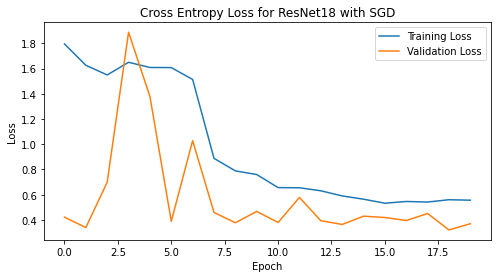 Cross Entropy Loss for ResNet18 with SGD
Training Loss
Validation Loss
Loss
1.8
1.6
1.4
1.2
1.0
0.8
0.6
0.4
0.0 2.5 5.0 7.5 10.0 12.5 15.0 17.5
Epoch